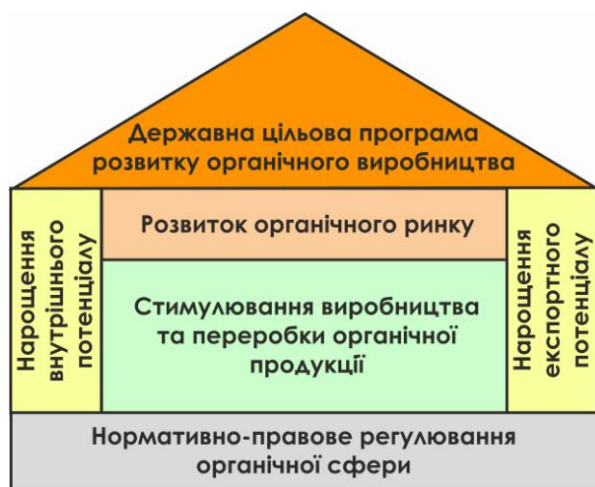 Державна цільова програма
розвитку органічного виробництва
Нарощення
внутрішнього
потенціалу
Розвиток органічного ринку
Стимулювання виробництва
та переробки органічної
продукції
Нарощення
експортного
потенціалу
Нормативно-правове регулювання
органічної сфери